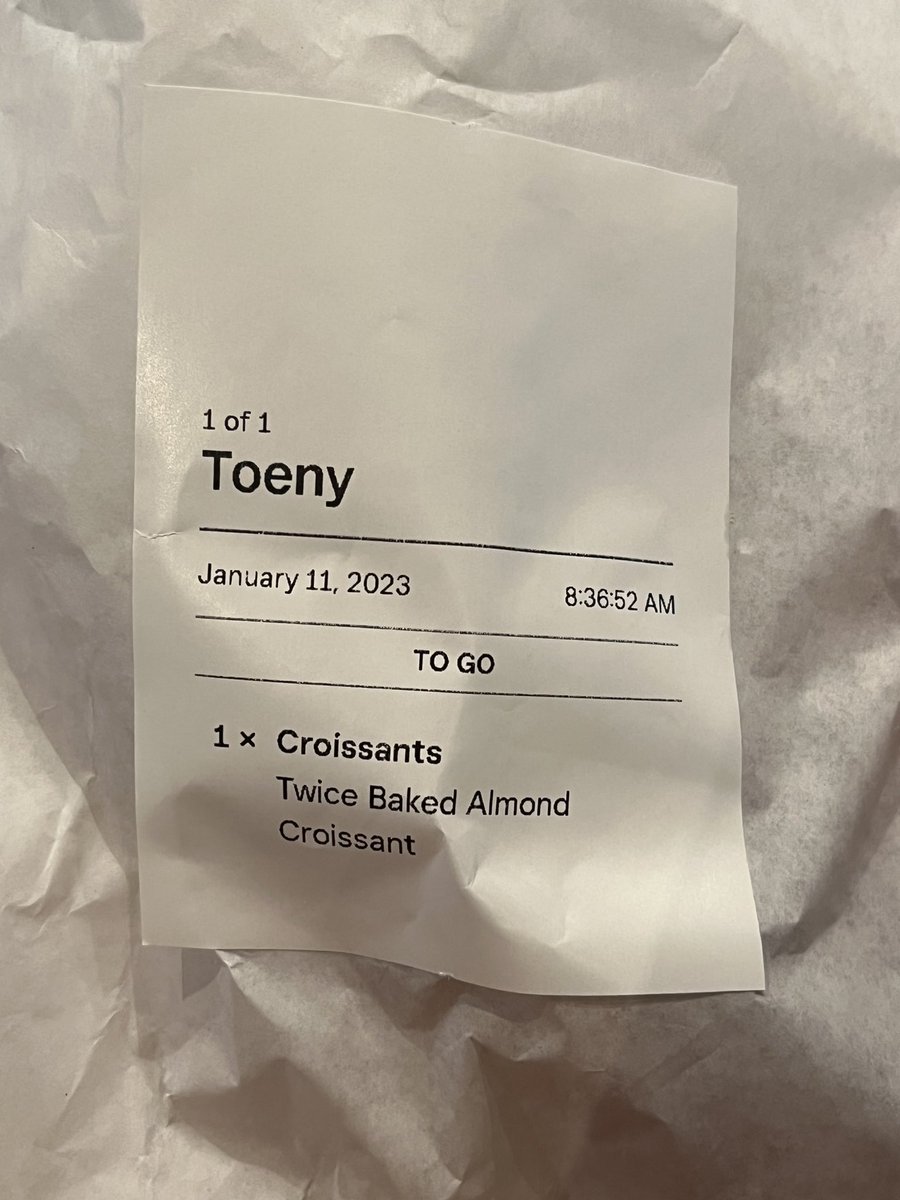 1 of 1
Toeny
January 11, 2023 8:36:52 AM
TO GO
1 × Croissants
Twice Baked Almond
Croissant